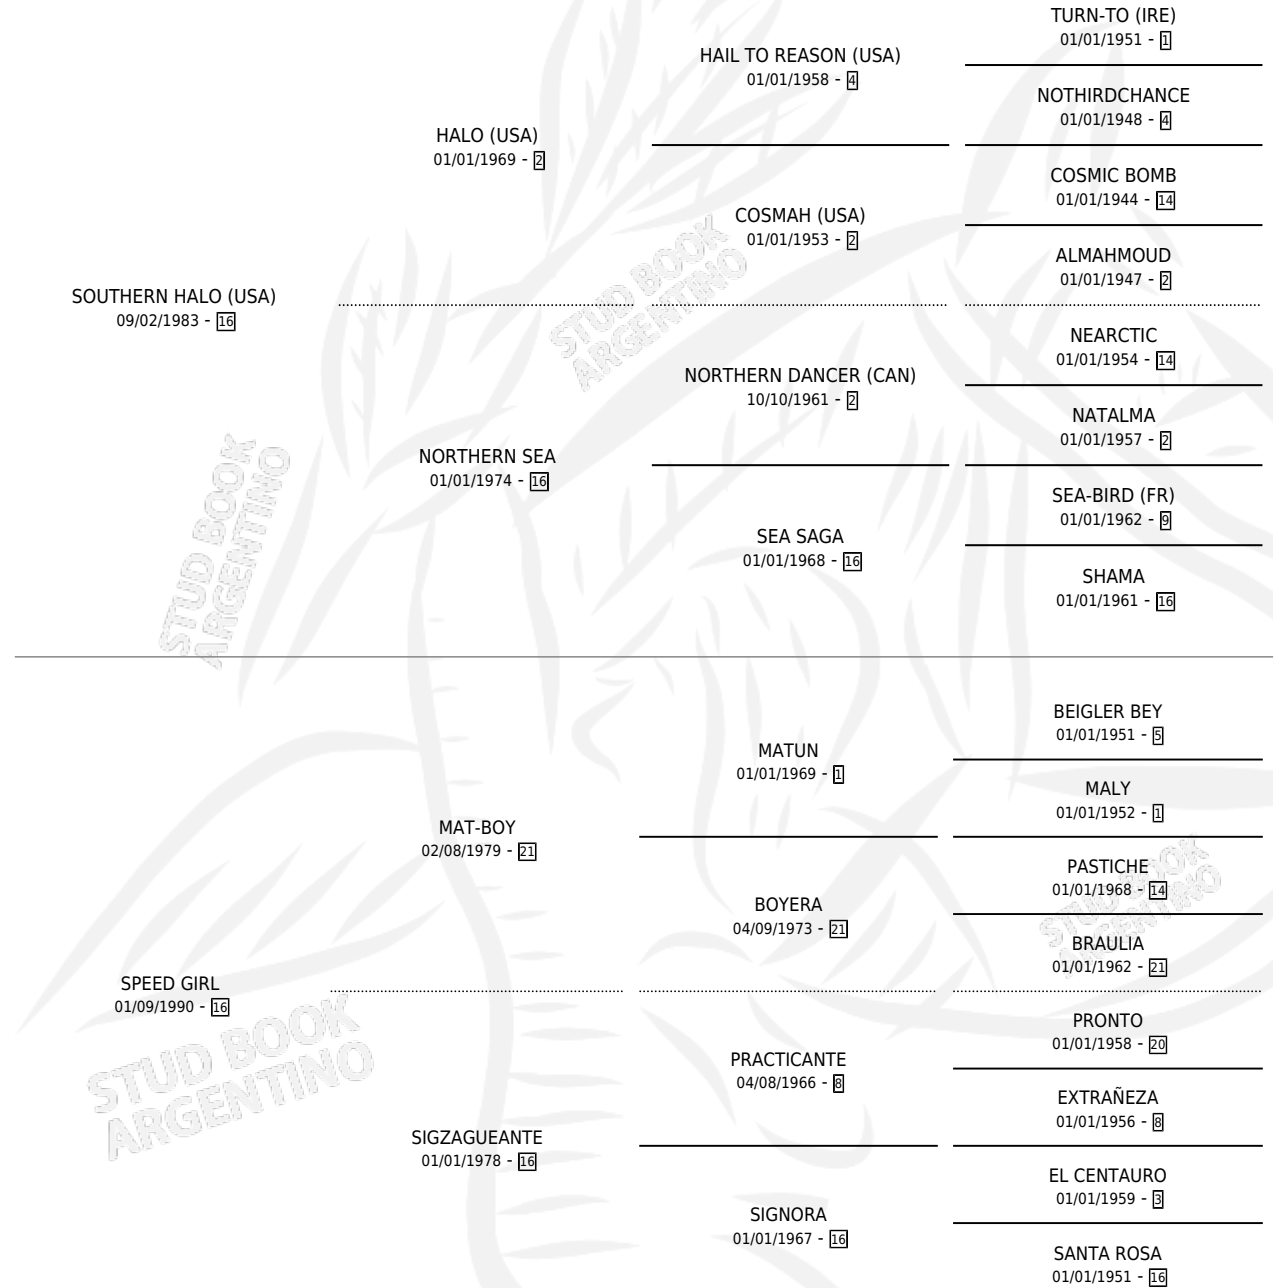 TURN-TO (IRE)
01/01/1951 - 1
HAIL TO REASON (USA)
01/01/1958 - 4
NOTHIRDCHANCE
01/01/1948 - 4
HALO (USA)
01/01/1969 - 2
COSMIC BOMB
01/01/1944 - 14
COSMAH (USA)
01/01/1953 - 2
ALMAHMOUD
01/01/1947 - 2
SOUTHERN HALO (USA)
09/02/1983 - 16
NEARCTIC
01/01/1954 - 14
NORTHERN DANCER (CAN)
10/10/1961 - 2
NATALMA
01/01/1957 - 2
NORTHERN SEA
01/01/1974 - 16
SEA-BIRD (FR)
01/01/1962 - 9
SEA SAGA
01/01/1968 - 16
SHAMA
01/01/1961 - 16
BEIGLER BEY
01/01/1951 - 5
MATUN
01/01/1969 - 1
MALY
01/01/1952 - 1
MAT-BOY
02/08/1979 - 21
PASTICHE
01/01/1968 - 14
BOYERA
04/09/1973 - 21
BRAULIA
01/01/1962 - 21
SPEED GIRL
01/09/1990 - 16
PRONTO
01/01/1958 - 20
PRACTICANTE
04/08/1966 - 8
EXTRAÑEZA
01/01/1956 - 8
SIGZAGUEANTE
01/01/1978 - 16
EL CENTAURO
01/01/1959 - 3
SIGNORA
01/01/1967 - 16
SANTA ROSA
01/01/1951 - 16
STUD BOOK
ARGENTINO
STUD BOOK
ARGENTINO
STUD BOOK
ARGENTINO
STUD BOOK
ARGENTINO